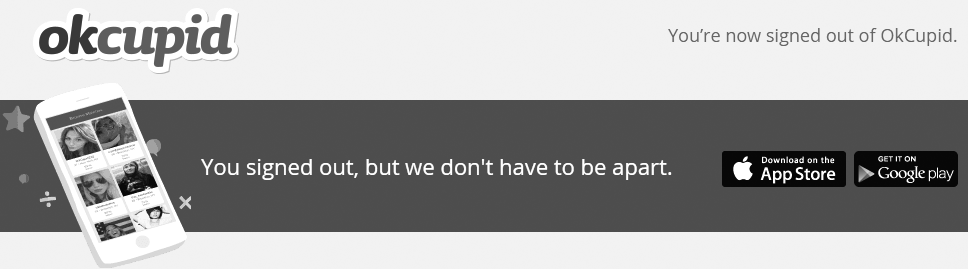 okcupid
You're now signed out of OkCupid.
You signed out, but we don't have to be apart.
Download on the
App Store
GET IT ON
Google play